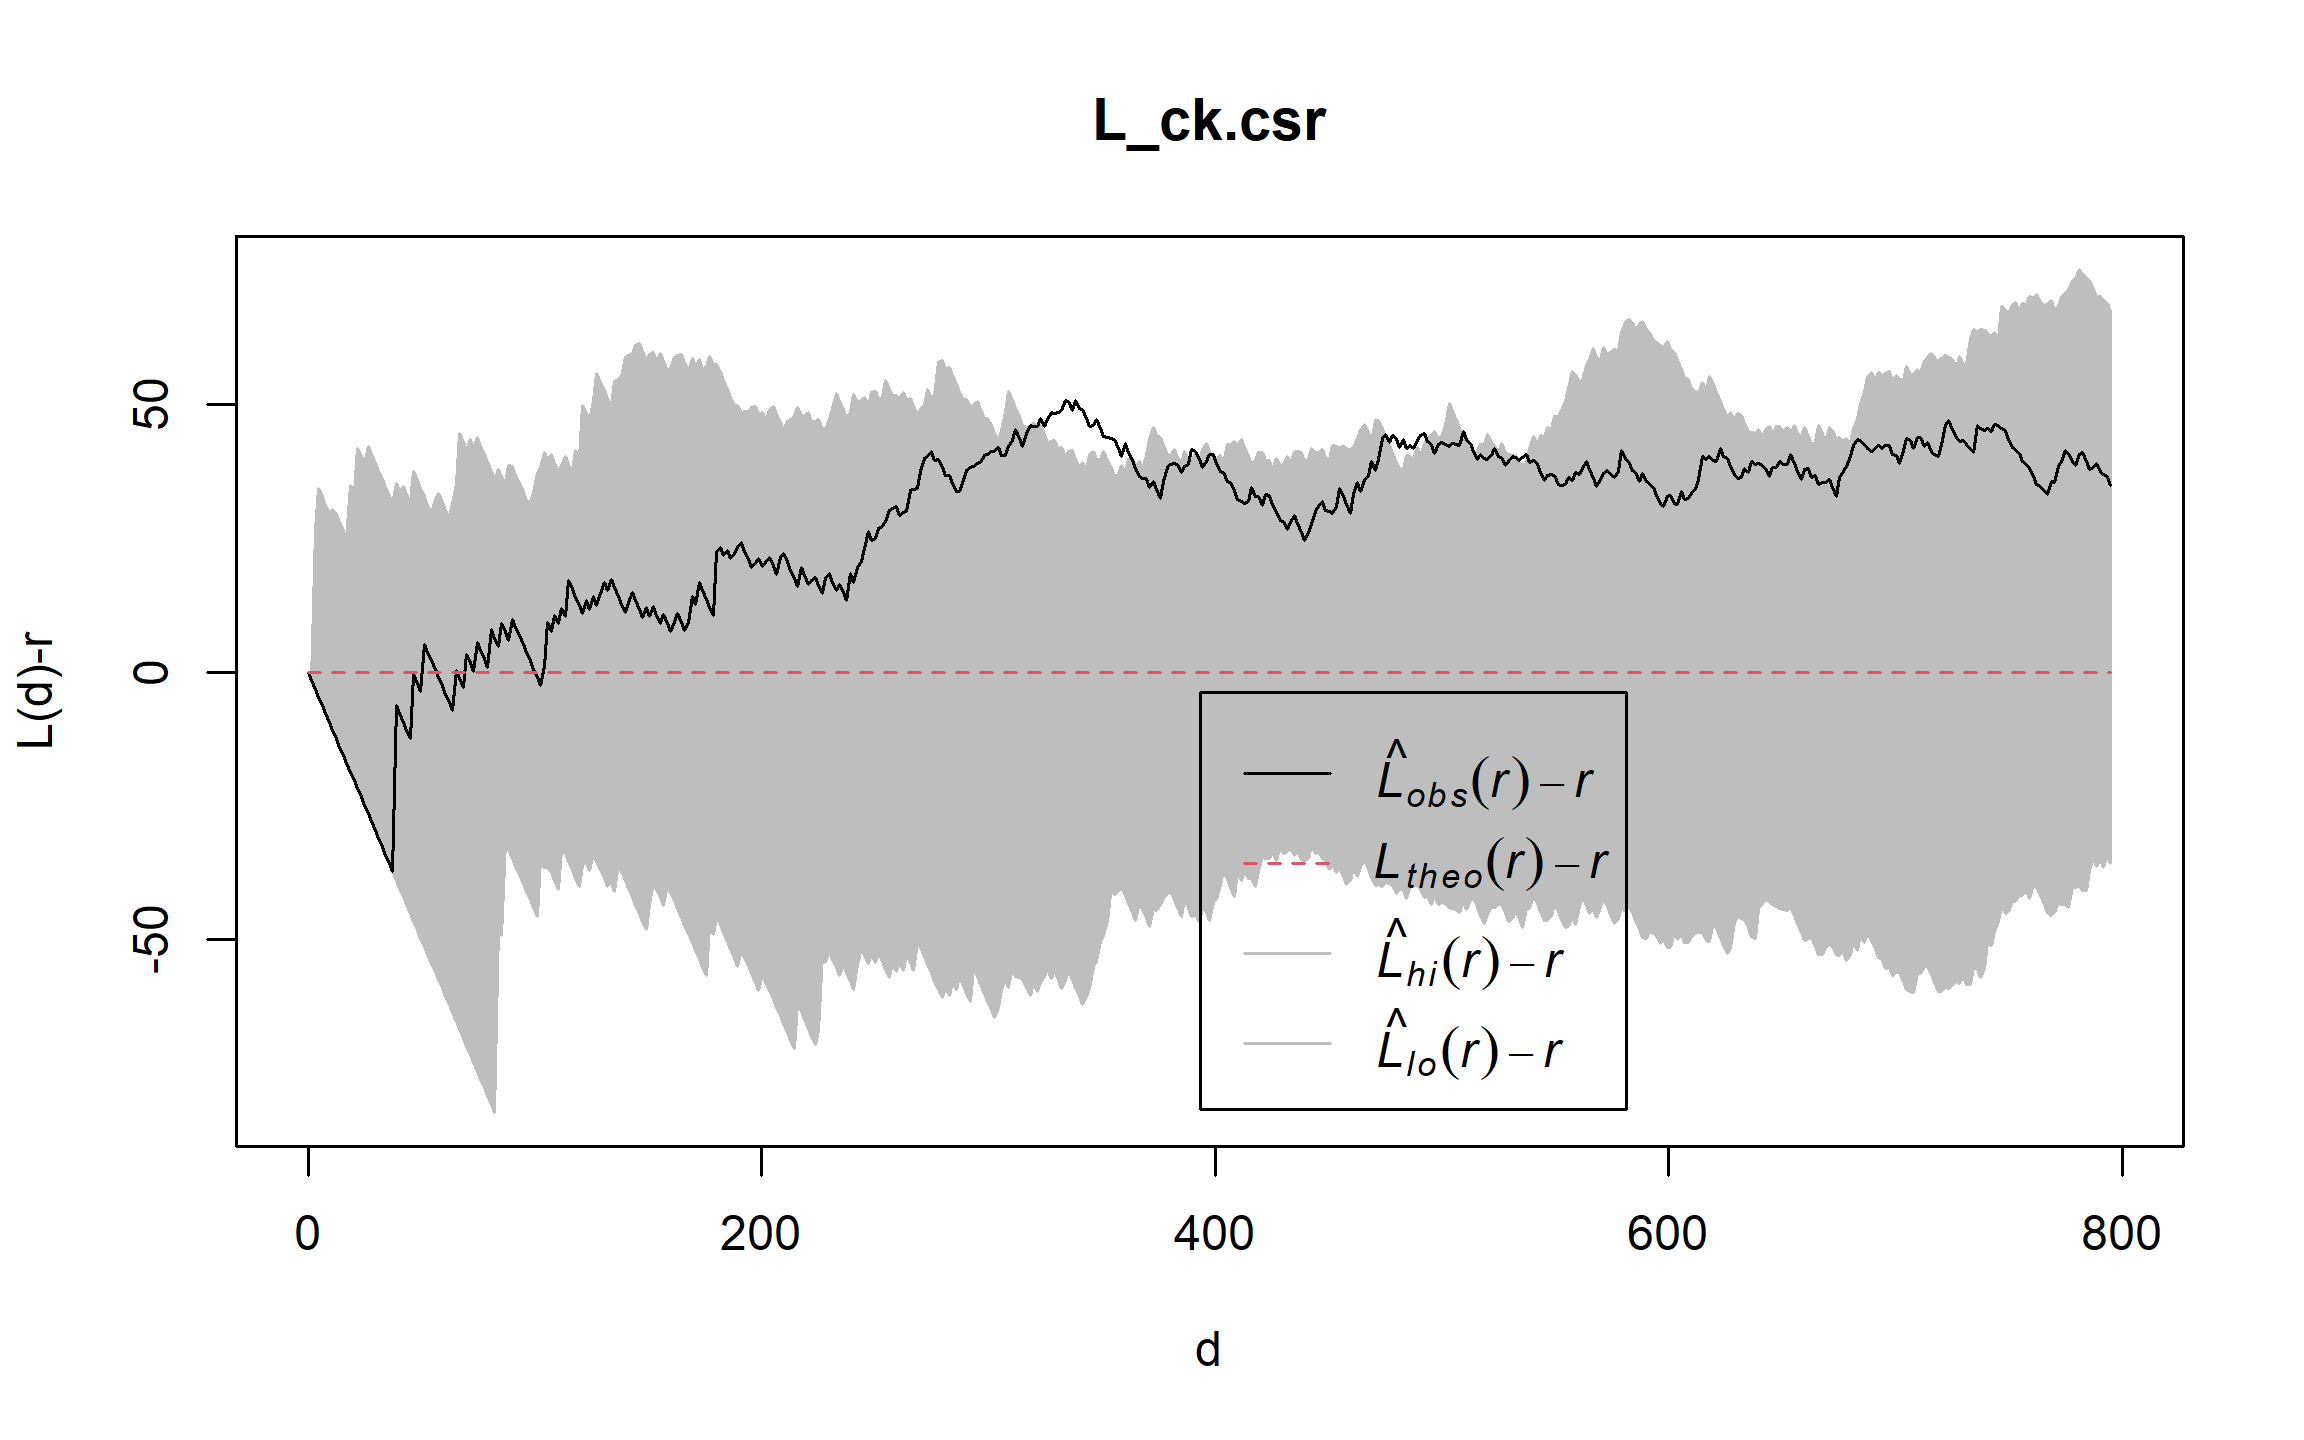 L_ck.csr
L(d)-r
50
0
-50
L̂obs(r) − r
Ltheo(r) − r
L̂hi(r) − r
L̂lo(r) − r
0 200 400 600 800
d